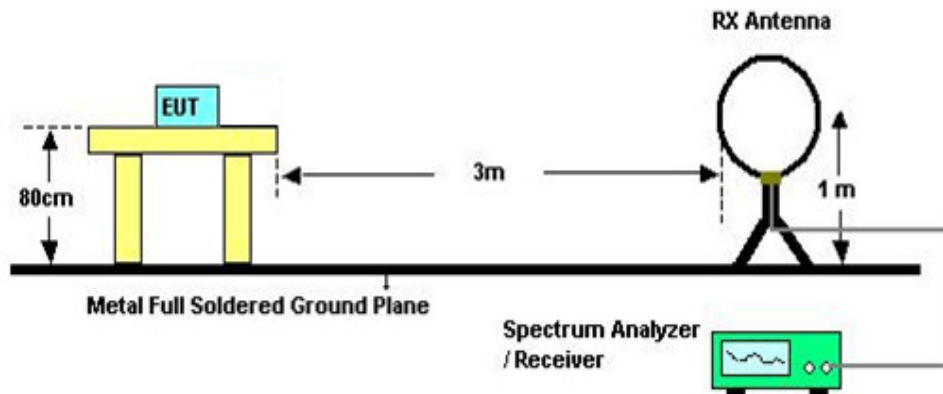 RX Antenna
EUT
3m
80cm
1 m
Metal Full Soldered Ground Plane
Spectrum Analyzer
/ Receiver